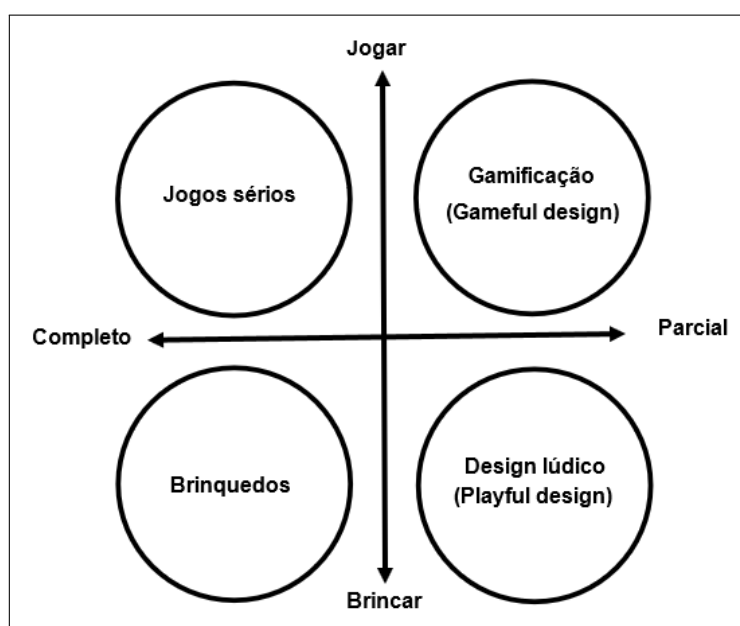 Jogar
Jogos sérios
Gamificação
(Gameful design)
Completo
Parcial
Brinquedos
Design lúdico
(Playful design)
Brincar